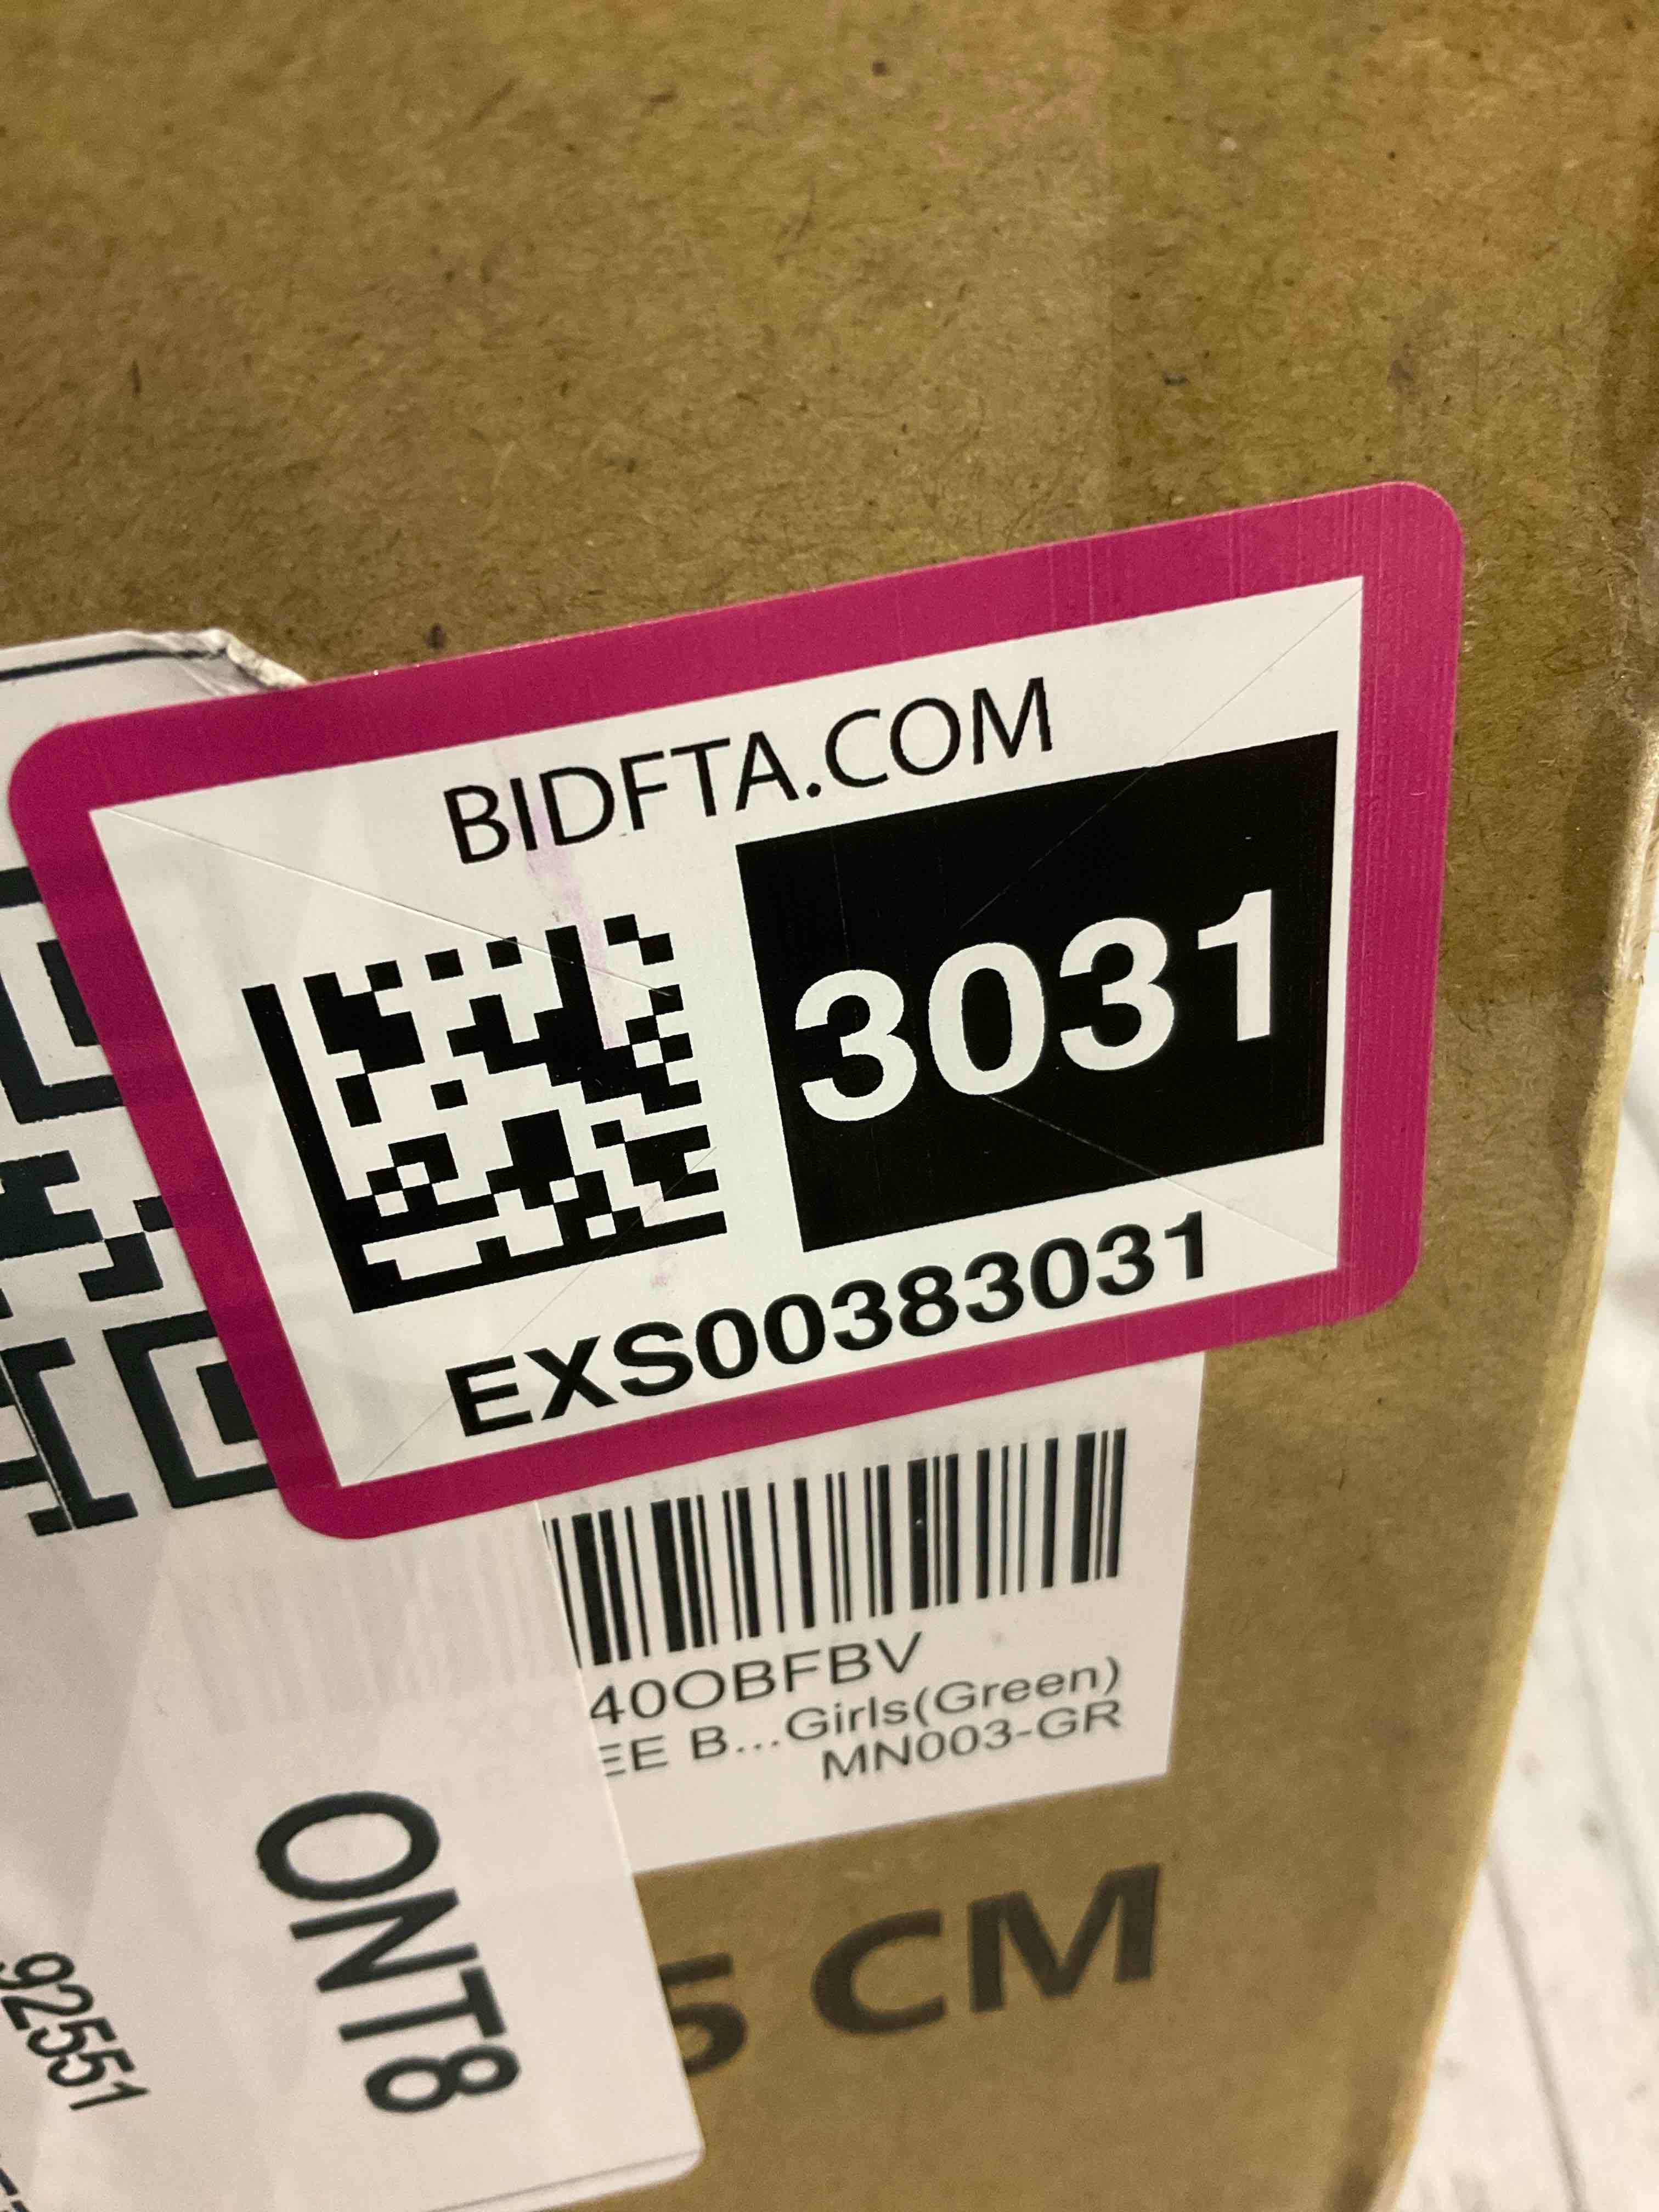 BIDFTA.COM
3031
EXS00383031
40OBFBV
EE B...Girls(Green)
MN003-GR
ONT8
92551
5 CM